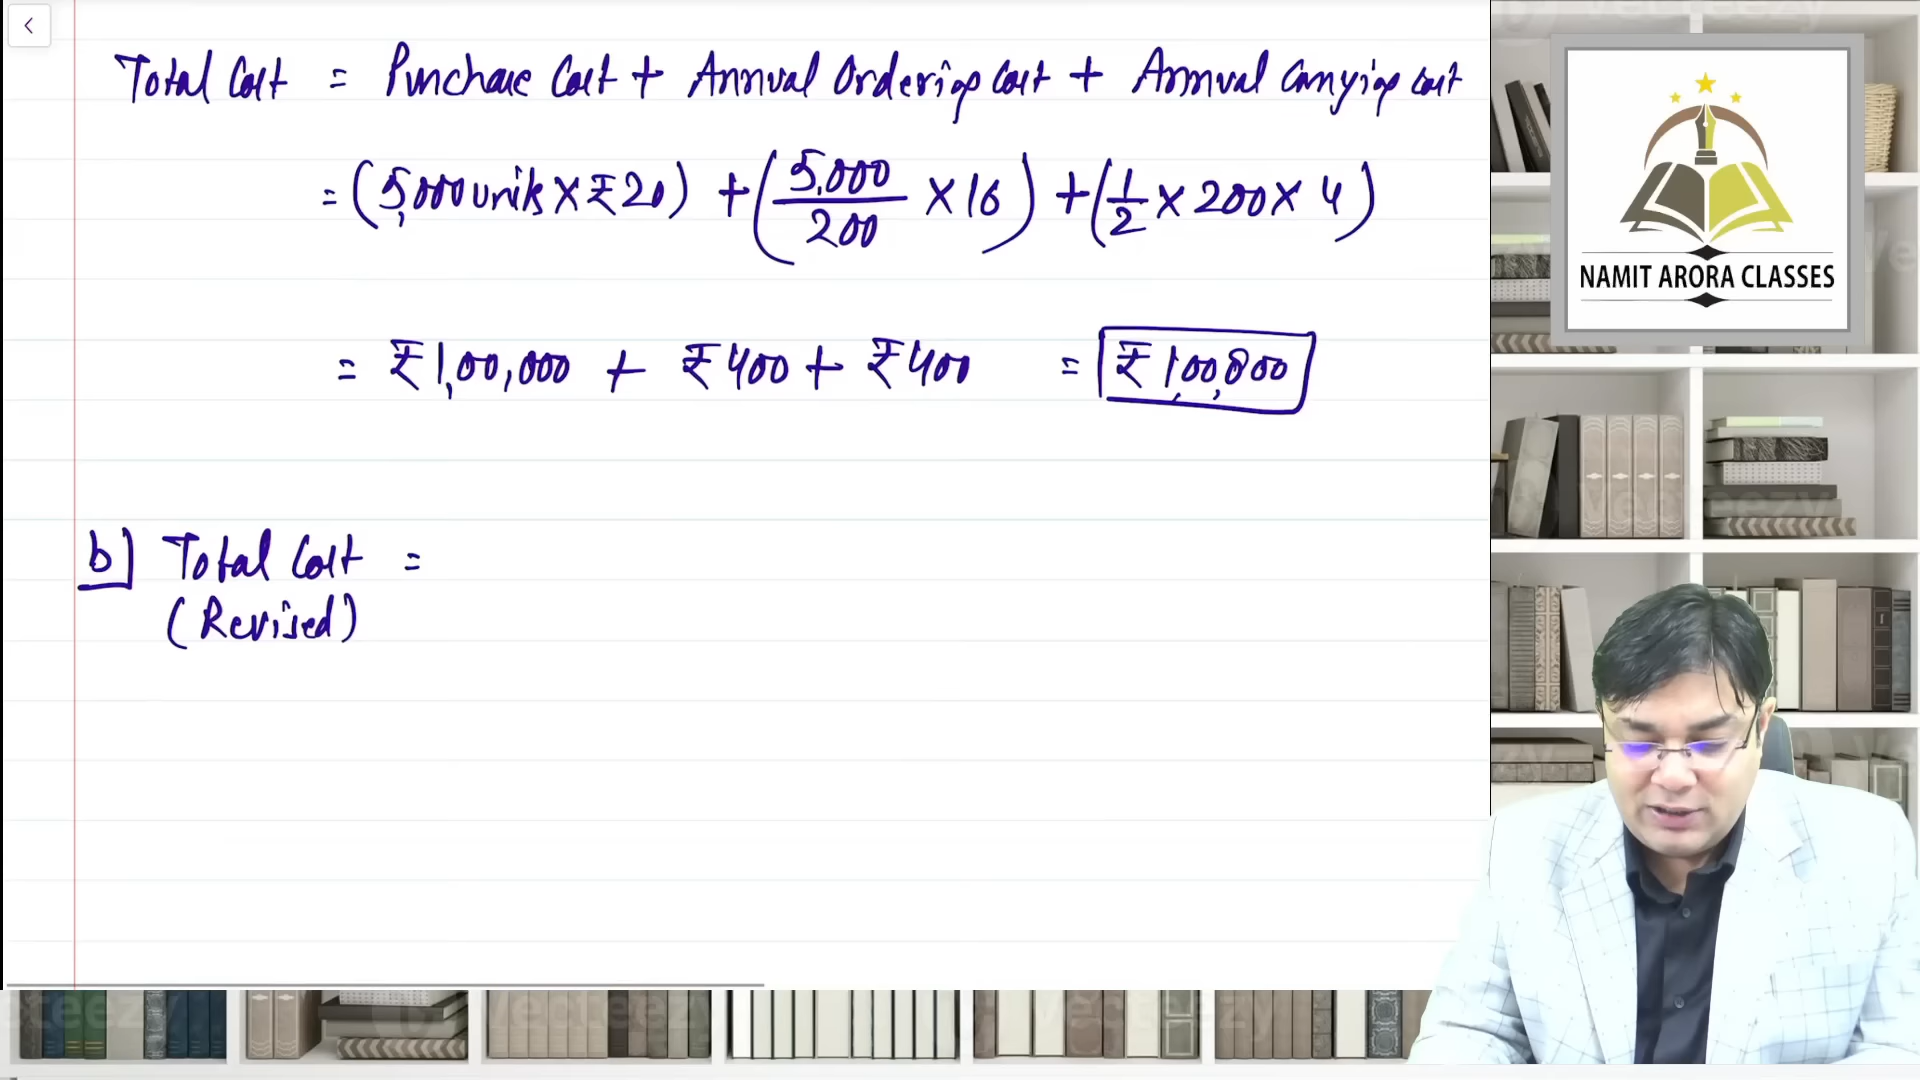 Total Cost = Purchase Cost + Annual Ordering Cost + Annual Carrying Cost
= (5,000 units × ₹20) + (5,000/200 × 16) + (1/2 × 200 × 4)
= ₹1,00,000 + ₹400 + ₹400 = ₹1,00,800
b] Total Cost =
(Revised)
NAMIT ARORA CLASSES